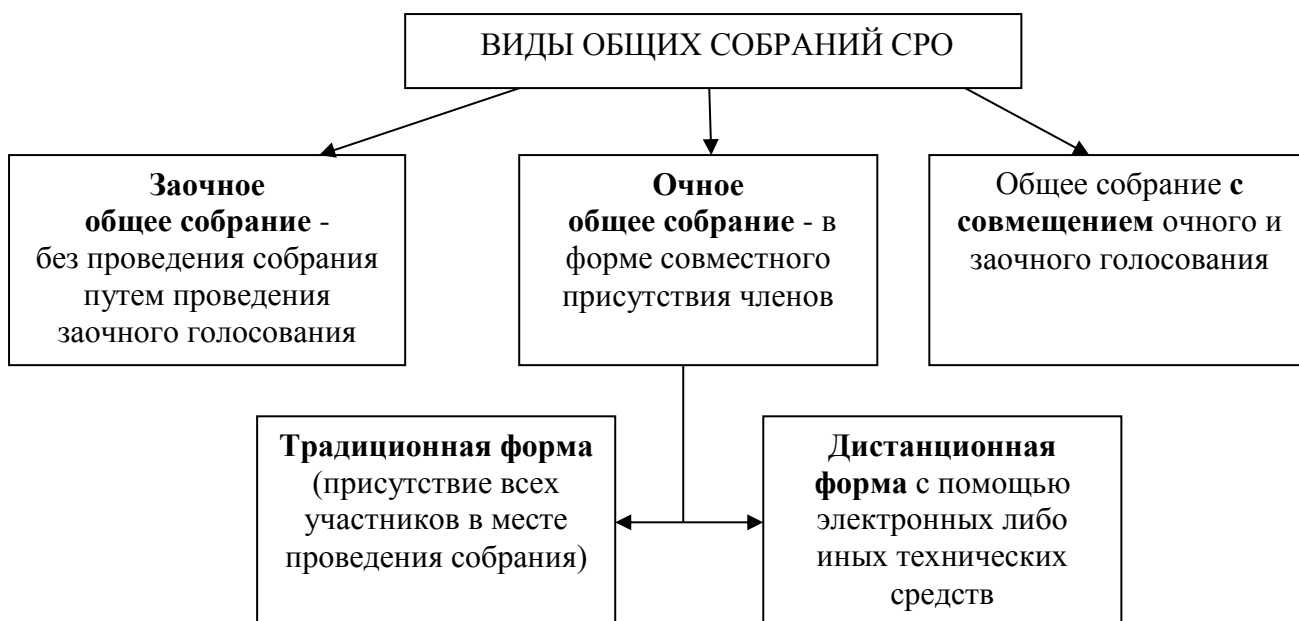 ВИДЫ ОБЩИХ СОБРАНИЙ СРО
Заочное
общее собрание -
без проведения собрания
путем проведения
заочного голосования
Очное
общее собрание - в
форме совместного
присутствия членов
Общее собрание с
совмещением очного и
заочного голосования
Традиционная форма
(присутствие всех
участников в месте
проведения собрания)
Дистанционная
форма с помощью
электронных либо
иных технических
средств